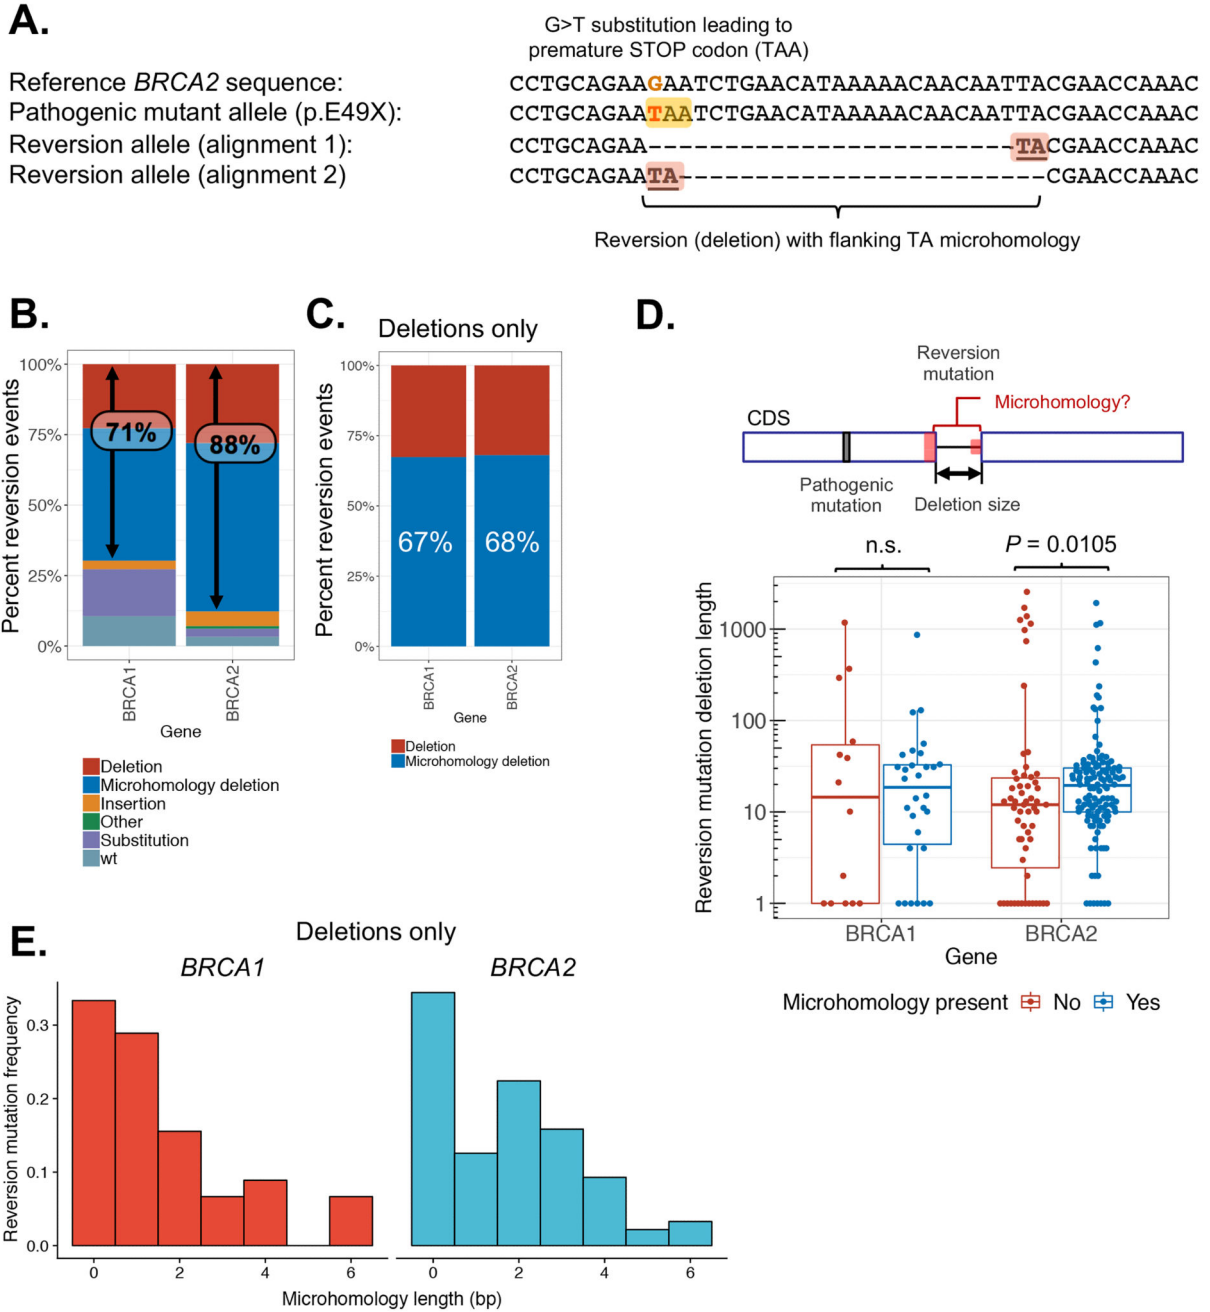 A.
G>T substitution leading to
premature STOP codon (TAA)
Reference BRCA2 sequence: CCTGCAGAAGAATCTGAACATAAAAACAACAATTACGAACCAAAC
Pathogenic mutant allele (p.E49X): CCTGCAGAATAATCTGAACATAAAAACAACAATTACGAACCAAAC
Reversion allele (alignment 1): CCTGCAGAA------------------------TACGAACCAAAC
Reversion allele (alignment 2) CCTGCAGAATA------------------------CGAACCAAAC
Reversion (deletion) with flanking TA microhomology
B.
Percent reversion events
100%
75%
50%
25%
0%
71%
88%
BRCA1
BRCA2
Gene
Deletion
Microhomology deletion
Insertion
Other
Substitution
wt
C.
Deletions only
Percent reversion events
100%
75%
50%
25%
0%
67%
68%
BRCA1
BRCA2
Gene
Deletion
Microhomology deletion
D.
Reversion
mutation
Microhomology?
CDS
Pathogenic
mutation
Deletion size
n.s.
P = 0.0105
Reversion mutation deletion length
1000
100
10
1
BRCA1
BRCA2
Gene
Microhomology present No Yes
E.
Deletions only
BRCA1
BRCA2
Reversion mutation frequency
0.3
0.2
0.1
0.0
0 2 4 6
0 2 4 6
Microhomology length (bp)